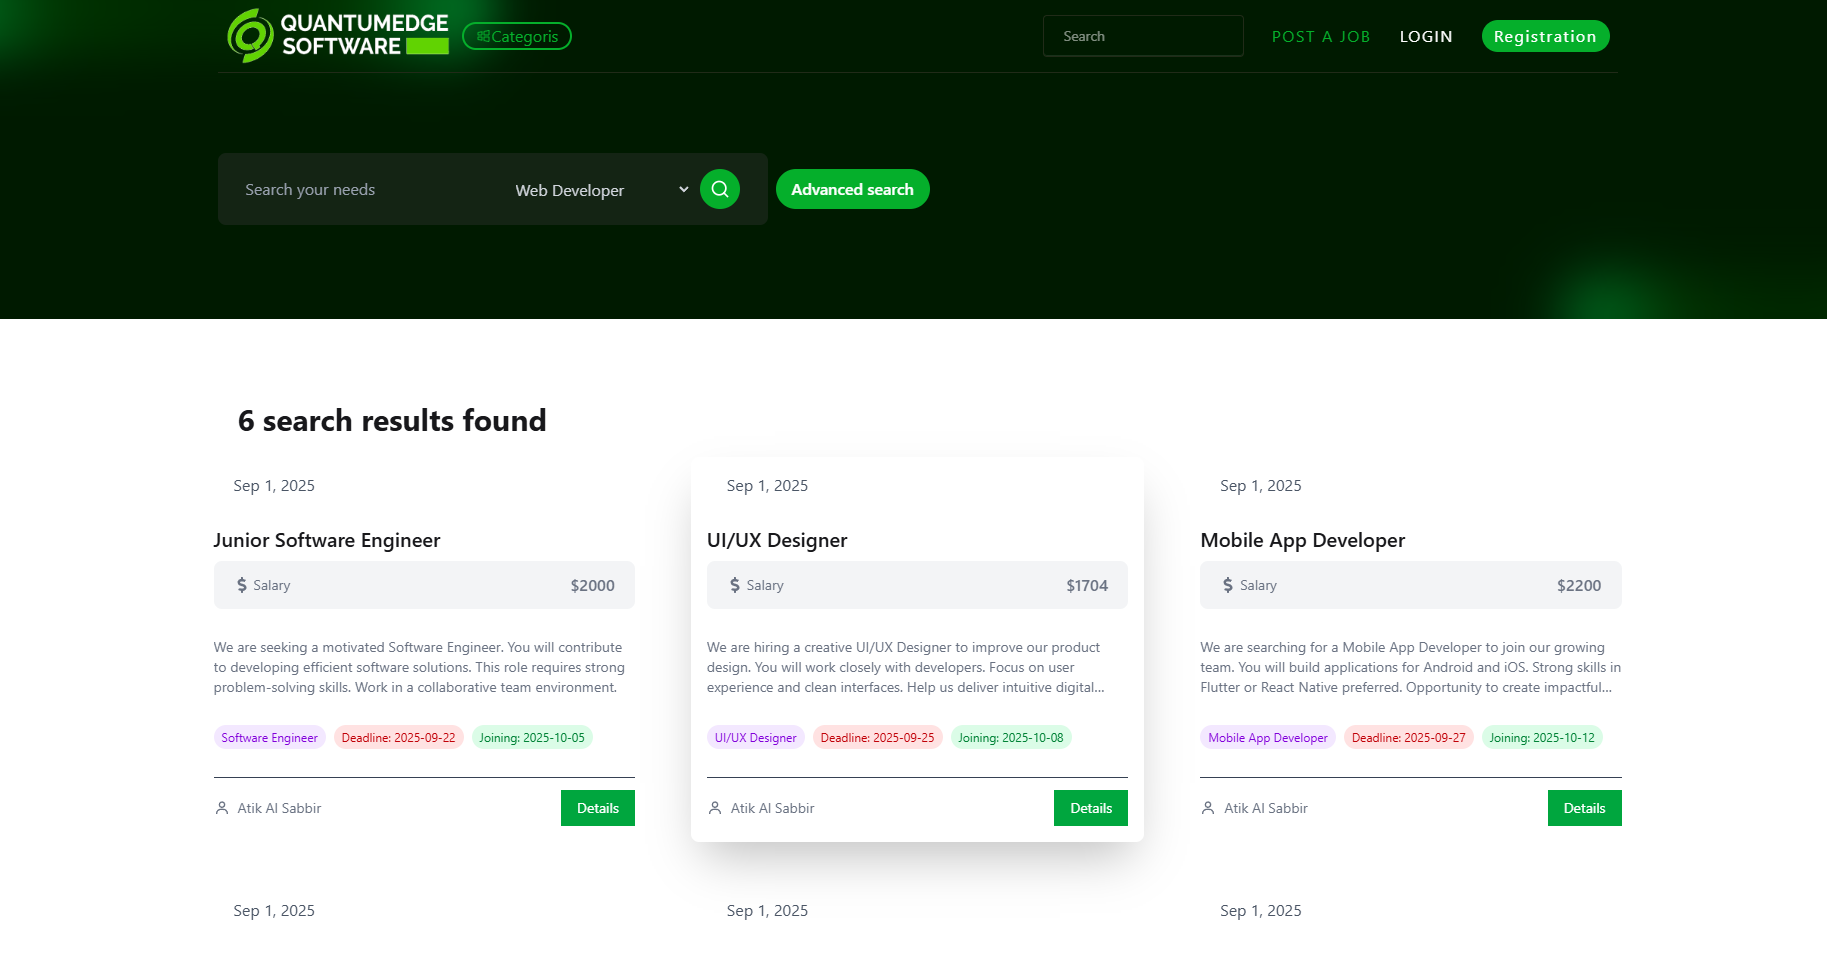 QUANTUMEDGE
SOFTWARE
Categoris
Search
POST A JOB
LOGIN
Registration
Search your needs
Web Developer
Advanced search
6 search results found
Sep 1, 2025
Junior Software Engineer
$ Salary
$2000
We are seeking a motivated Software Engineer. You will contribute
to developing efficient software solutions. This role requires strong
problem-solving skills. Work in a collaborative team environment.
Software Engineer
Deadline: 2025-09-22
Joining: 2025-10-05
Atik Al Sabbir
Details
Sep 1, 2025
UI/UX Designer
$ Salary
$1704
We are hiring a creative UI/UX Designer to improve our product
design. You will work closely with developers. Focus on user
experience and clean interfaces. Help us deliver intuitive digital...
UI/UX Designer
Deadline: 2025-09-25
Joining: 2025-10-08
Atik Al Sabbir
Details
Sep 1, 2025
Mobile App Developer
$ Salary
$2200
We are searching for a Mobile App Developer to join our growing
team. You will build applications for Android and iOS. Strong skills in
Flutter or React Native preferred. Opportunity to create impactful...
Mobile App Developer
Deadline: 2025-09-27
Joining: 2025-10-12
Atik Al Sabbir
Details
Sep 1, 2025
Sep 1, 2025
Sep 1, 2025